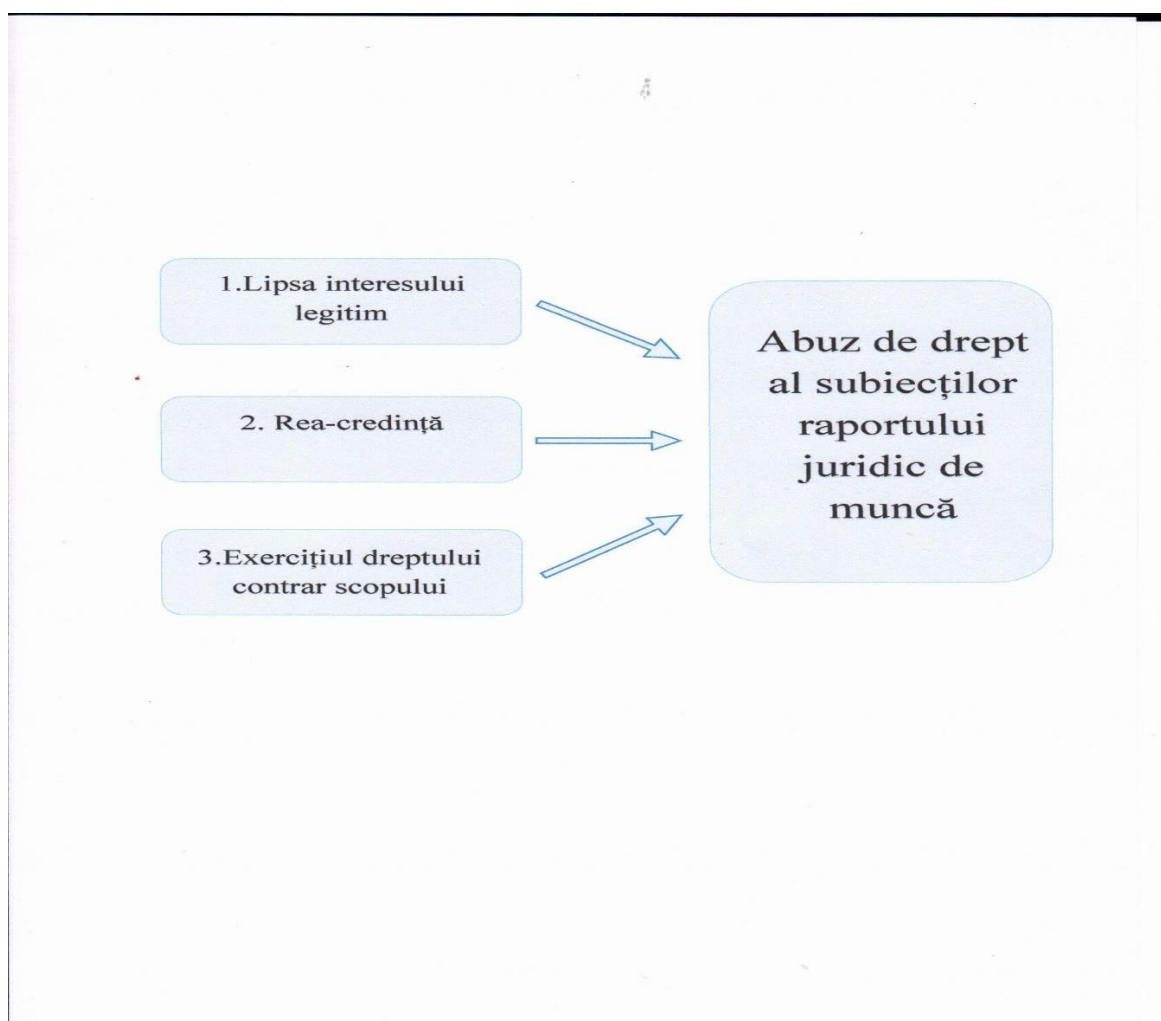 1.Lipsa interesului
legitim
2. Rea-credință
3.Exercițiul dreptului
contrar scopului
Abuz de drept
al subiecților
raportului
juridic de
muncă